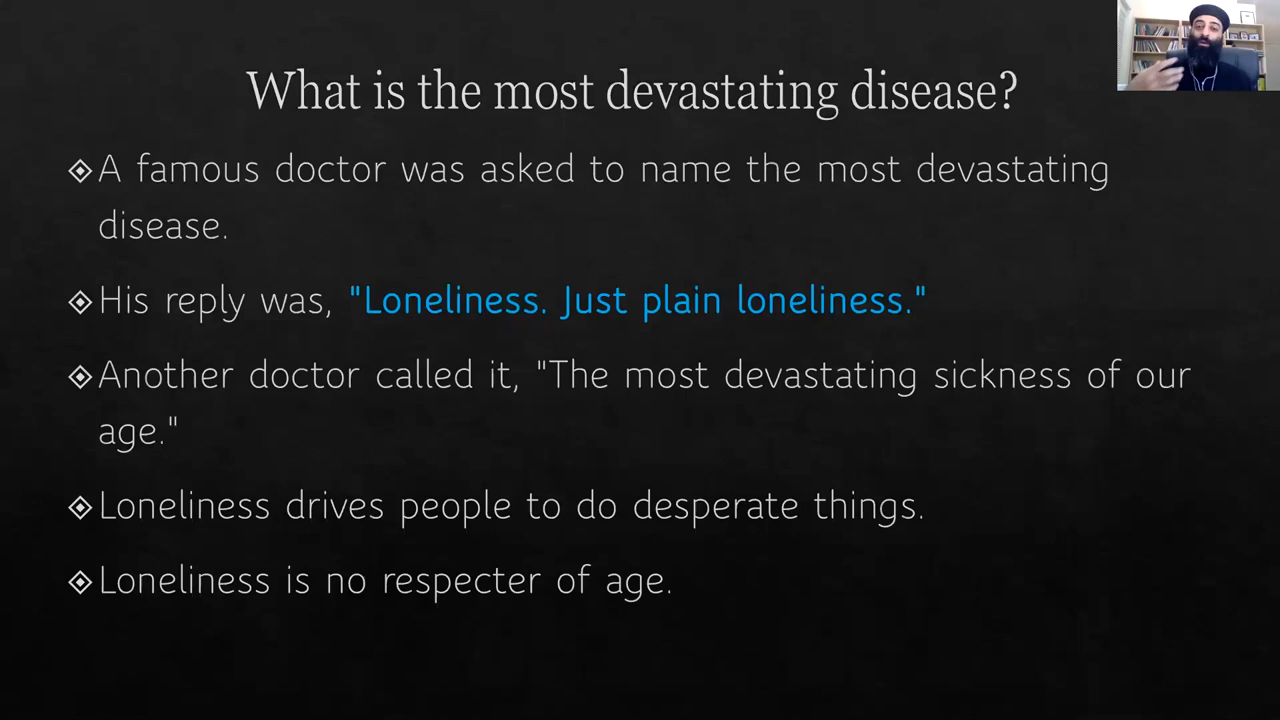 What is the most devastating disease?
A famous doctor was asked to name the most devastating
disease.
His reply was, "Loneliness. Just plain loneliness."
Another doctor called it, "The most devastating sickness of our
age."
Loneliness drives people to do desperate things.
Loneliness is no respecter of age.